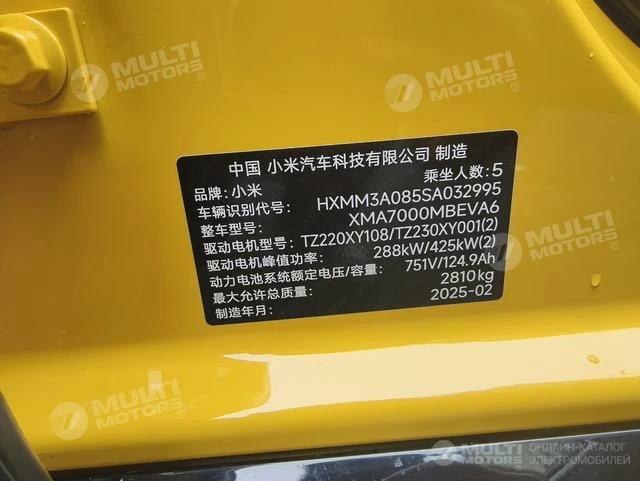 MULTI
MOTORS
MULTI
MOTORS
中国 小米汽车科技有限公司 制造
品牌: 小米 乘坐人数: 5
车辆识别代号: HXMM3A085SA032995
整车型号: XMA7000MBEVA6
驱动电机型号: TZ220XY108/TZ230XY001(2)
驱动电机峰值功率: 288kW/425kW(2)
动力电池系统额定电压/容量: 751V/124.9Ah
最大允许总质量: 2810kg
制造年月: 2025-02
MULTI
MOTORS
MULTI
MOTORS
MULTI
MOTORS
ОНЛАЙН-КАТАЛОГ
ЭЛЕКТРОМОБИЛЕЙ